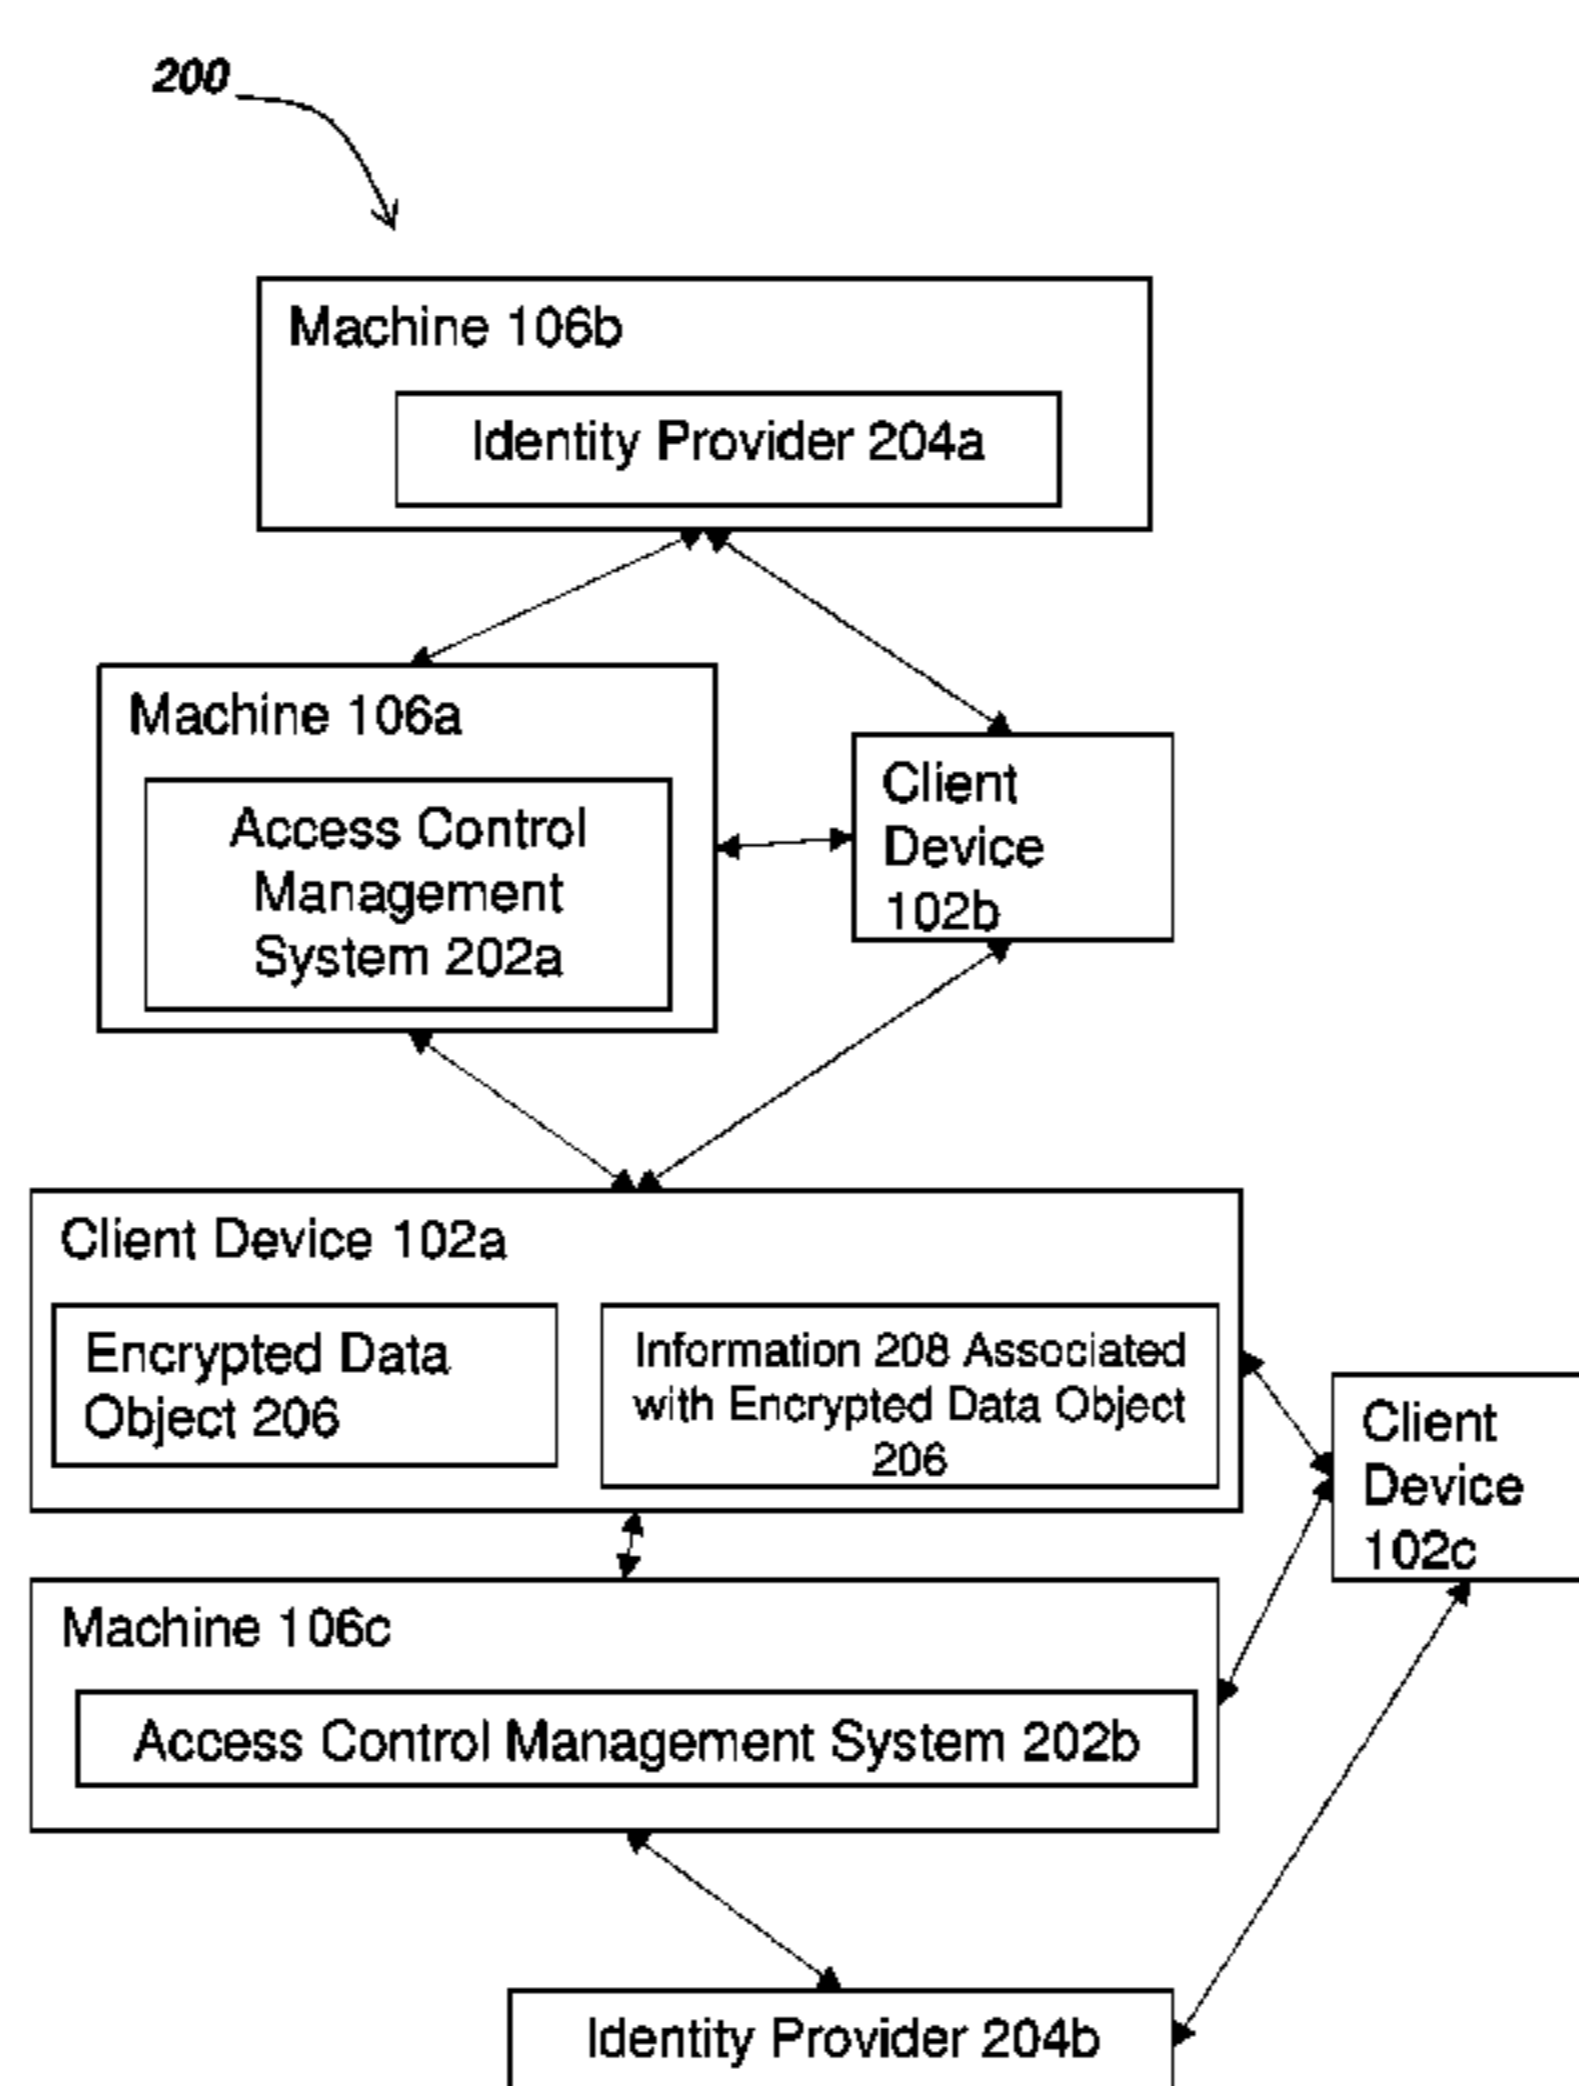 200
Machine 106b
Identity Provider 204a
Machine 106a
Access Control
Management
System 202a
Client
Device
102b
Client Device 102a
Encrypted Data
Object 206
Information 208 Associated
with Encrypted Data Object
206
Client
Device
102c
Machine 106c
Access Control Management System 202b
Identity Provider 204b